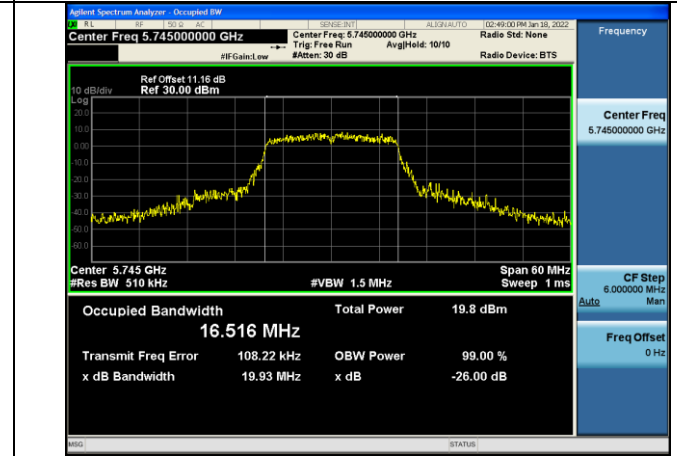 Agilent Spectrum Analyzer - Occupied BW
RL RF 50 Ω AC SENSE:INT ALIGN AUTO 02:49:00 PM Jan 18, 2022
Center Freq 5.745000000 GHz
Center Freq: 5.745000000 GHz
Radio Std: None
Trig: Free Run Avg|Hold: 10/10
#IFGain:Low #Atten: 30 dB Radio Device: BTS
Ref Offset 11.16 dB
10 dB/div Ref 30.00 dBm
Log
20.0
10.0
0.00
-10.0
-20.0
-30.0
-40.0
-50.0
-60.0
Center 5.745 GHz Span 60 MHz
#Res BW 510 kHz #VBW 1.5 MHz Sweep 1 ms
Occupied Bandwidth Total Power 19.8 dBm
16.516 MHz
Transmit Freq Error 108.22 kHz OBW Power 99.00 %
x dB Bandwidth 19.93 MHz x dB -26.00 dB
MSG STATUS
Frequency
Center Freq
5.745000000 GHz
CF Step
6.000000 MHz
Auto Man
Freq Offset
0 Hz